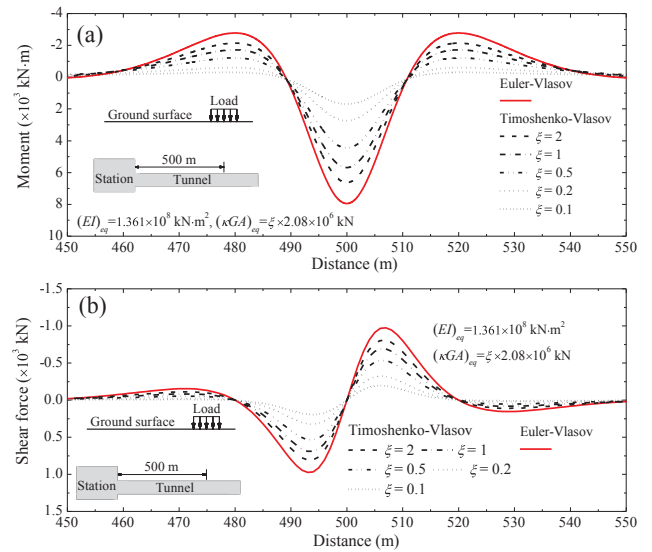 (a)
Moment (×10³ kN·m)
-4
-2
0
2
4
6
8
10
Load
Ground surface
500 m
Station
Tunnel
Euler-Vlasov
Timoshenko-Vlasov
ξ = 2
ξ = 1
ξ = 0.5
ξ = 0.2
ξ = 0.1
(EI)eq=1.361×10⁸ kN·m², (κGA)eq=ξ×2.08×10⁶ kN
450 460 470 480 490 500 510 520 530 540 550
Distance (m)
(b)
Shear force (×10³ kN)
-1.5
-1.0
-0.5
0.0
0.5
1.0
1.5
(EI)eq=1.361×10⁸ kN·m²
(κGA)eq=ξ×2.08×10⁶ kN
Load
Ground surface
500 m
Station
Tunnel
Timoshenko-Vlasov Euler-Vlasov
ξ = 2 ξ = 1
ξ = 0.5 ξ = 0.2
ξ = 0.1
450 460 470 480 490 500 510 520 530 540 550
Distance (m)